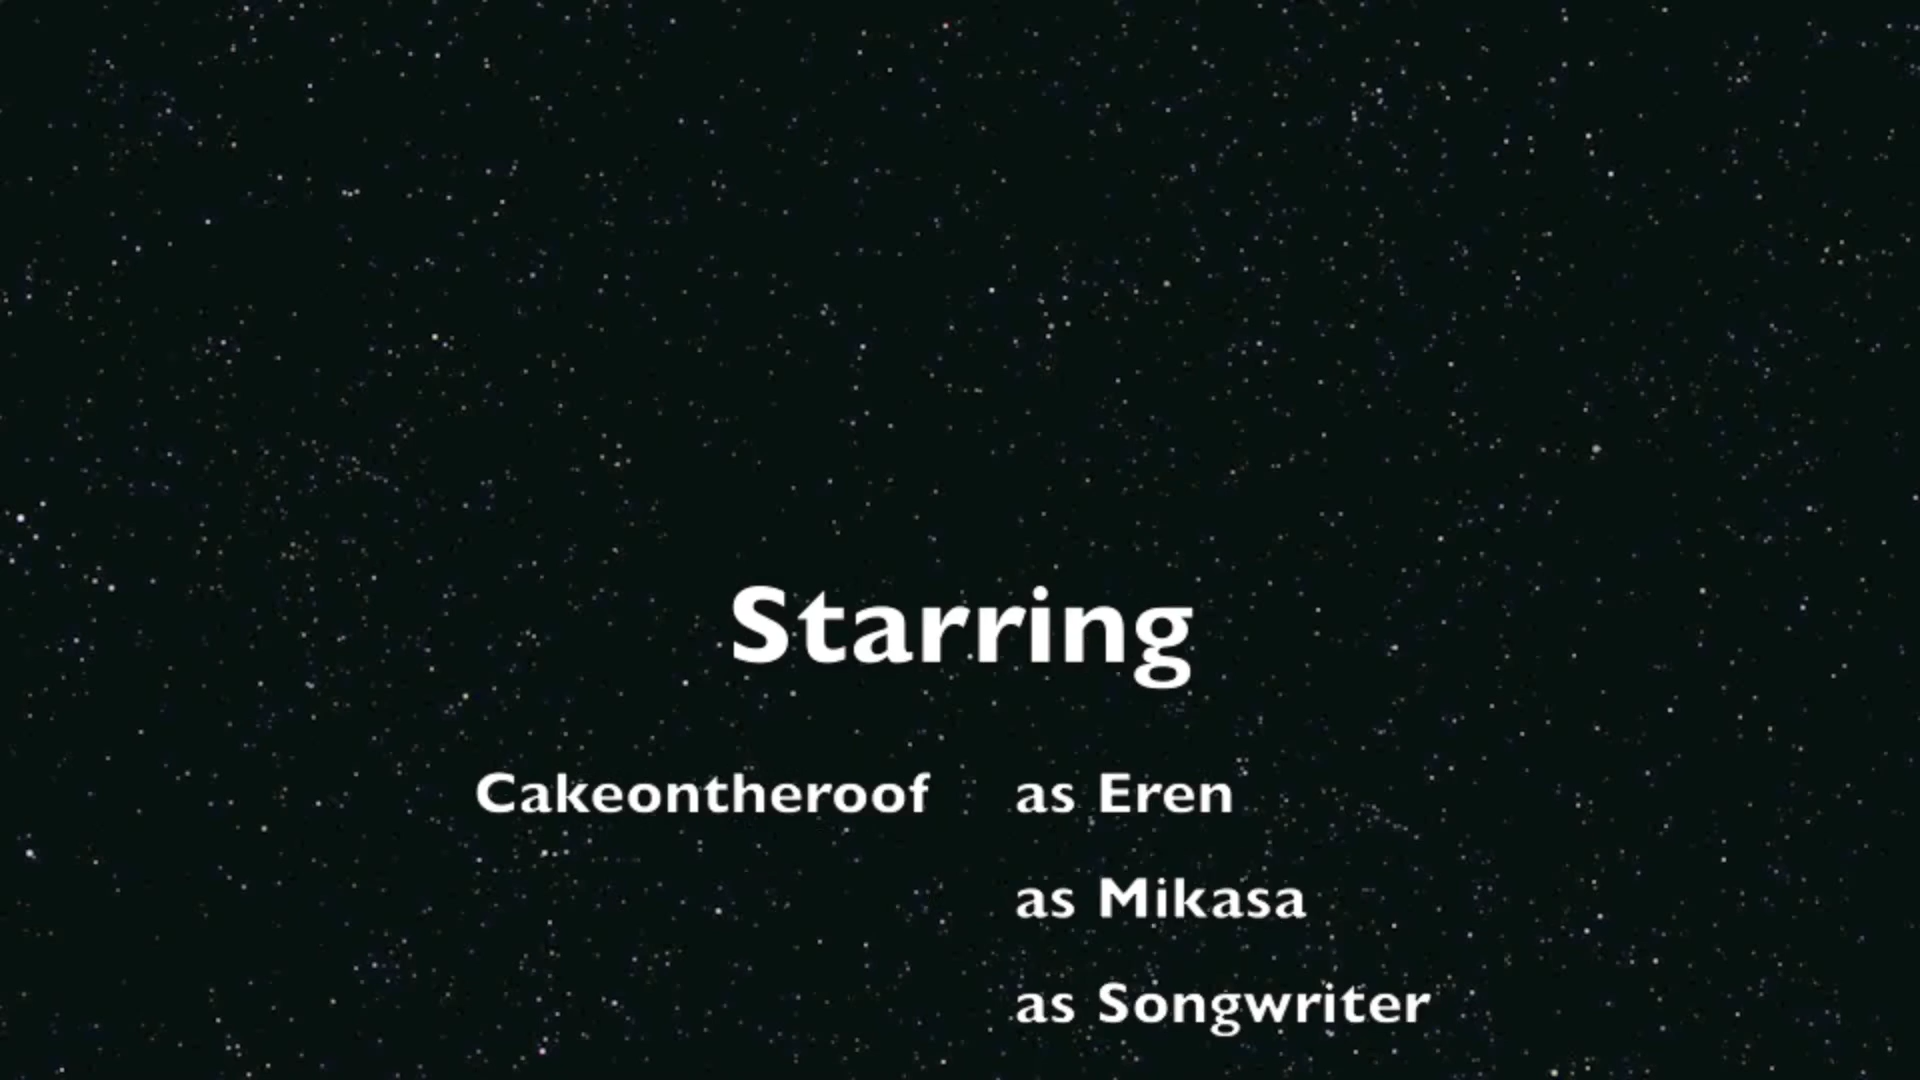 Starring
Cakeontheroof as Eren
as Mikasa
as Songwriter